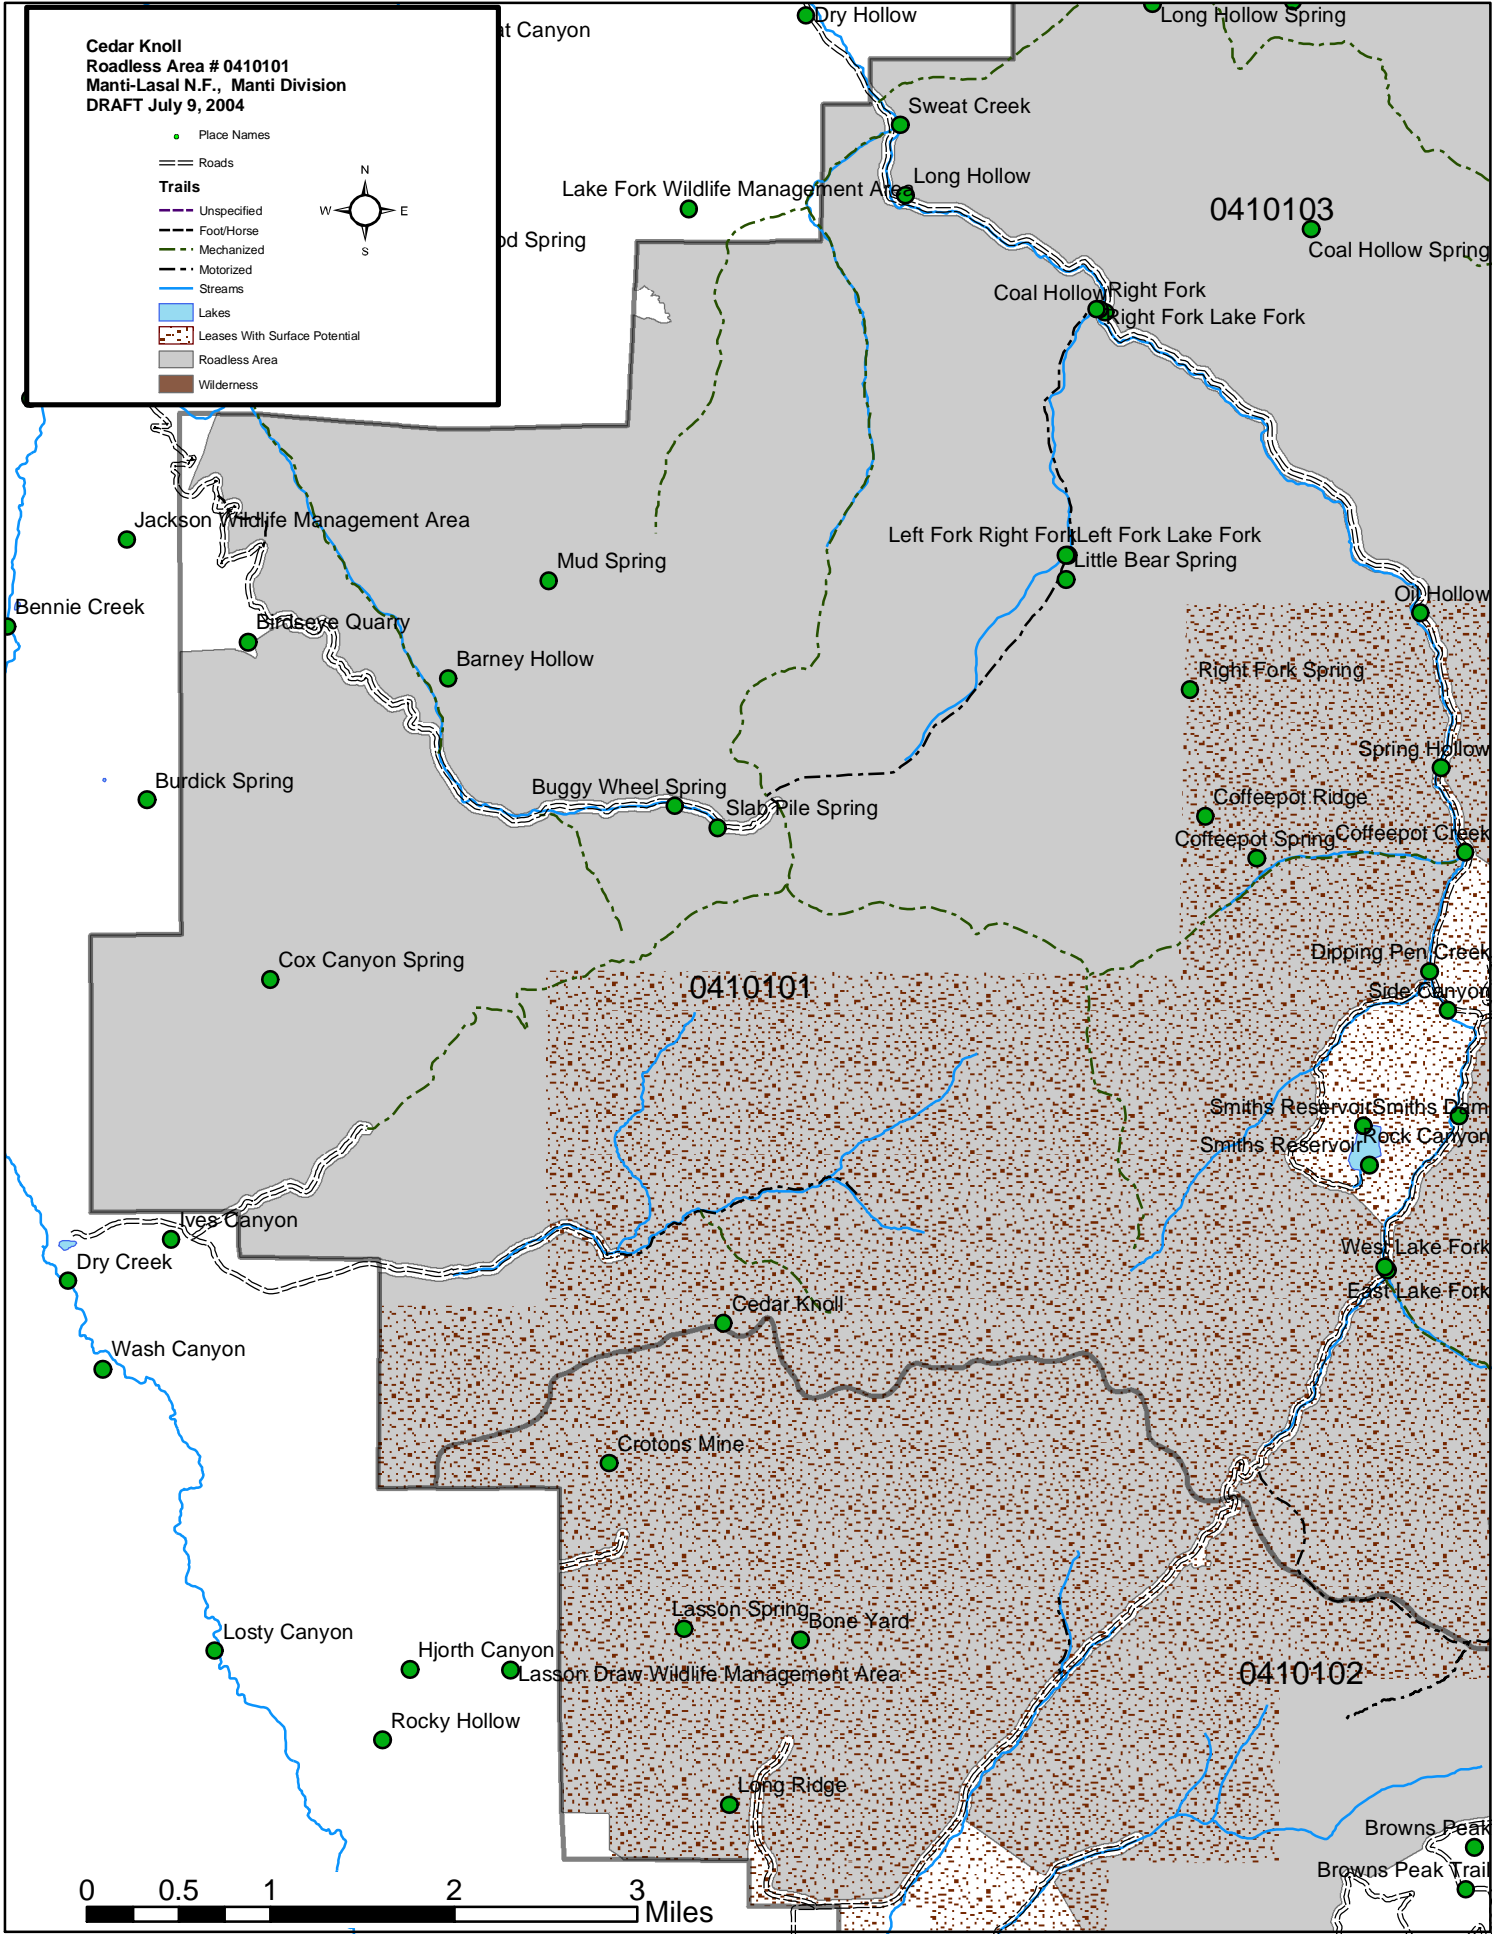 Cedar Knoll
Roadless Area # 0410101
Manti-Lasal N.F., Manti Division
DRAFT July 9, 2004
Place Names
Roads
Trails
Unspecified
Foot/Horse
Mechanized
Motorized
Streams
Lakes
Leases With Surface Potential
Roadless Area
Wilderness
N
W
E
S
Canyon
Spring
Dry Hollow
Long Hollow Spring
Sweat Creek
Long Hollow
Lake Fork Wildlife Management Area
0410103
Coal Hollow Spring
Coal Hollow
Right Fork
Right Fork Lake Fork
Jackson Wildlife Management Area
Left Fork Right Fork
Left Fork Lake Fork
Little Bear Spring
Mud Spring
Bennie Creek
Birdseye Quarry
Oil Hollow
Barney Hollow
Right Fork Spring
Spring Hollow
Burdick Spring
Buggy Wheel Spring
Slab Pile Spring
Coffeepot Ridge
Coffeepot Spring
Coffeepot Creek
Cox Canyon Spring
0410101
Dipping Pen Creek
Side Canyon
Smiths Reservoir
Smiths Dam
Rock Canyon
Smiths Reservoir
Ives Canyon
Dry Creek
West Lake Fork
East Lake Fork
Cedar Knoll
Wash Canyon
Crotons Mine
Lasson Spring
Bone Yard
Losty Canyon
Hjorth Canyon
Lasson Draw Wildlife Management Area
0410102
Rocky Hollow
Long Ridge
Browns Peak
Browns Peak Trail
0 0.5 1 2 3
Miles